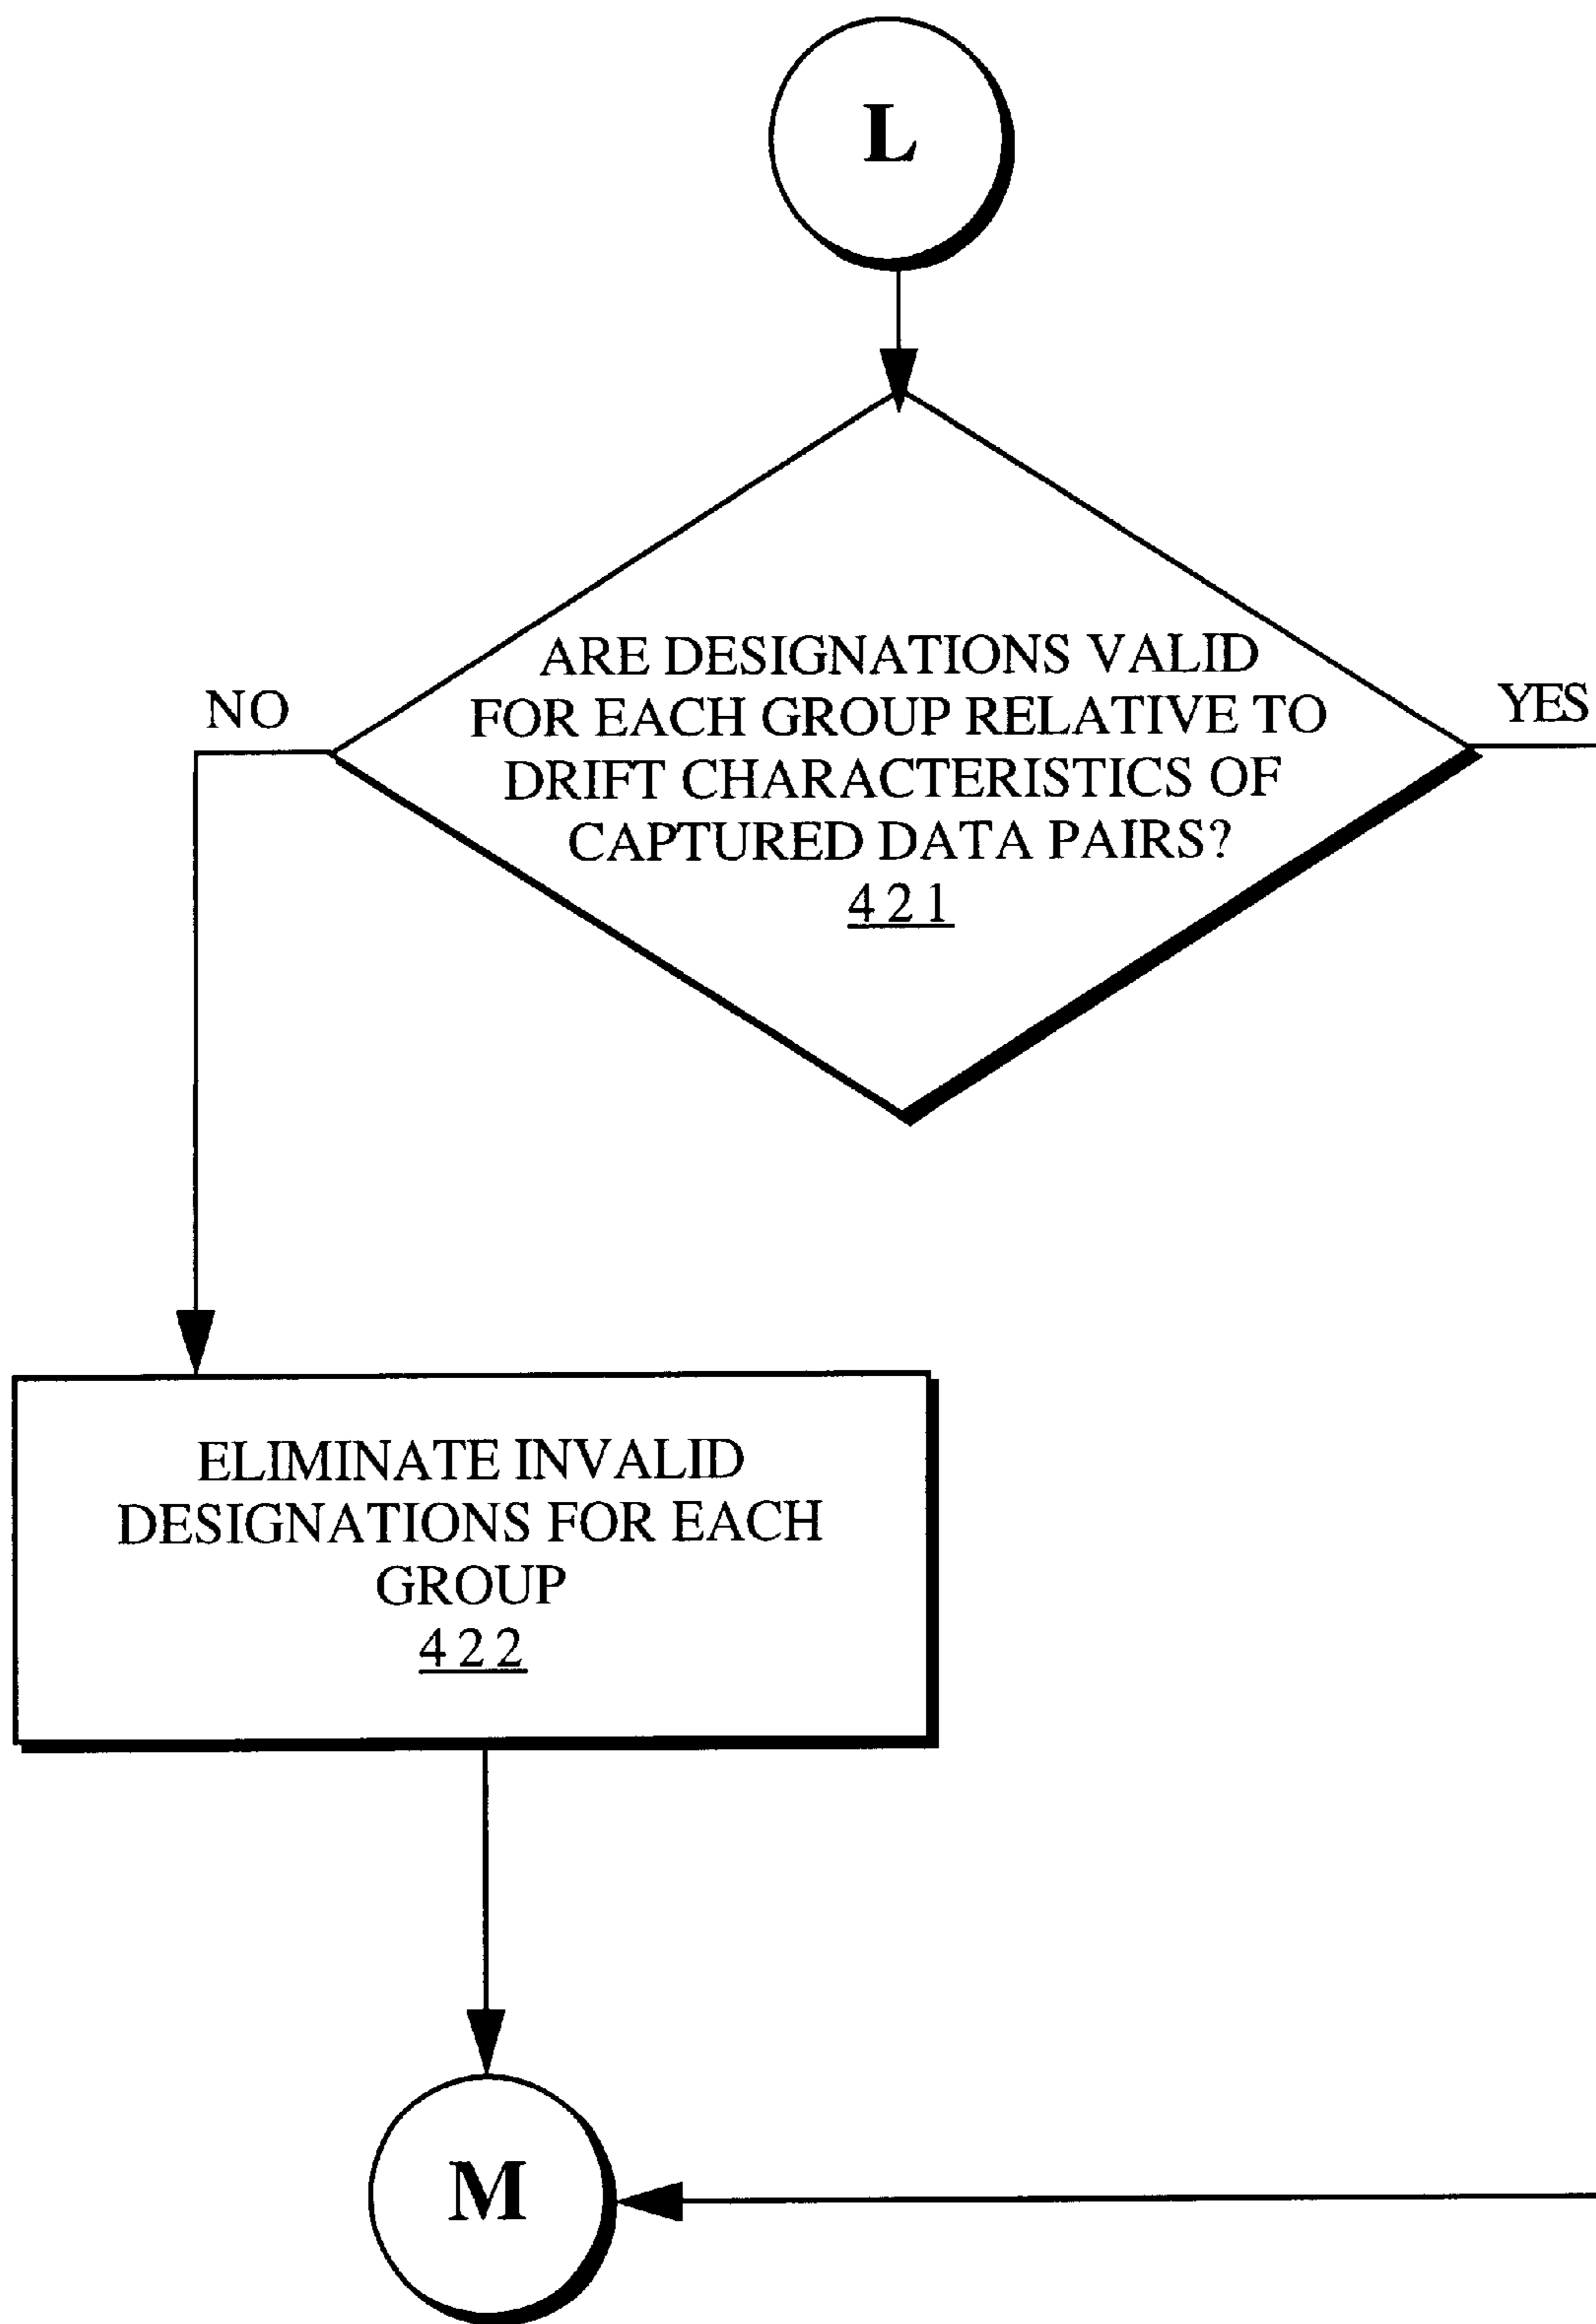 L
ARE DESIGNATIONS VALID
FOR EACH GROUP RELATIVE TO
DRIFT CHARACTERISTICS OF
CAPTURED DATA PAIRS?
421
NO
YES
ELIMINATE INVALID
DESIGNATIONS FOR EACH
GROUP
422
M